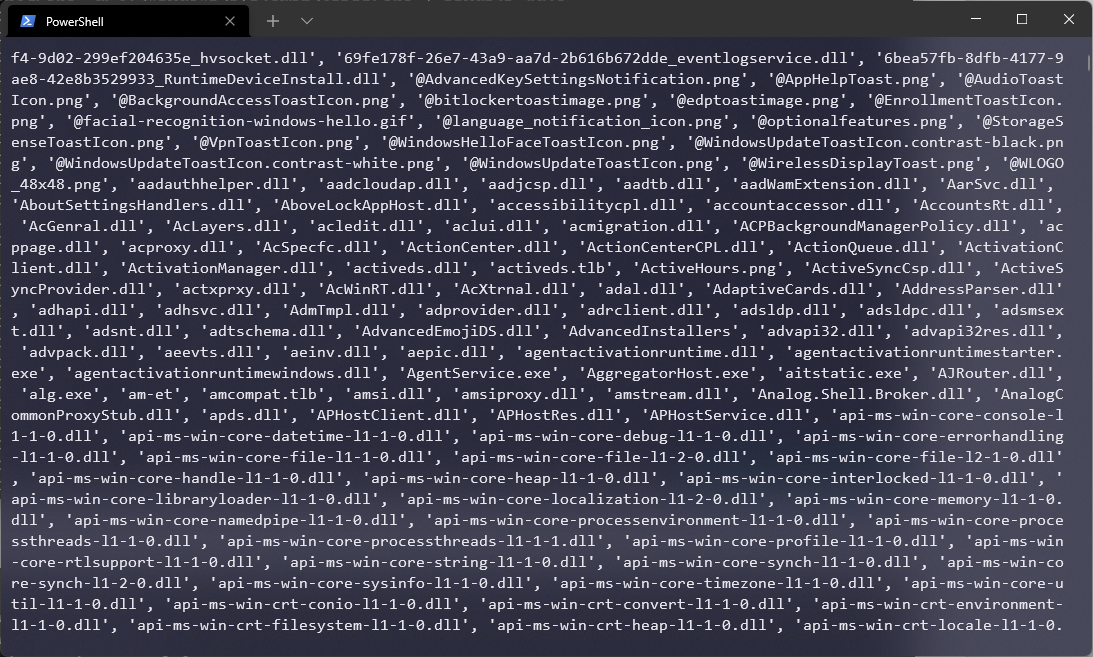 PowerShell
f4-9d02-299ef204635e_hvsocket.dll', '69fe178f-26e7-43a9-aa7d-2b616b672dde_eventlogservice.dll', '6bea57fb-8dfb-4177-9
ae8-42e8b3529933_RuntimeDeviceInstall.dll', '@AdvancedKeySettingsNotification.png', '@AppHelpToast.png', '@AudioToast
Icon.png', '@BackgroundAccessToastIcon.png', '@bitlockertoastimage.png', '@edptoastimage.png', '@EnrollmentToastIcon.
png', '@facial-recognition-windows-hello.gif', '@language_notification_icon.png', '@optionalfeatures.png', '@StorageS
enseToastIcon.png', '@VpnToastIcon.png', '@WindowsHelloFaceToastIcon.png', '@WindowsUpdateToastIcon.contrast-black.pn
g', '@WindowsUpdateToastIcon.contrast-white.png', '@WindowsUpdateToastIcon.png', '@WirelessDisplayToast.png', '@WLOGO
_48x48.png', 'aadauthhelper.dll', 'aadcloudap.dll', 'aadjcsp.dll', 'aadtb.dll', 'aadWamExtension.dll', 'AarSvc.dll',
'AboutSettingsHandlers.dll', 'AboveLockAppHost.dll', 'accessibilitycpl.dll', 'accountaccessor.dll', 'AccountsRt.dll',
'AcGenral.dll', 'AcLayers.dll', 'acledit.dll', 'aclui.dll', 'acmigration.dll', 'ACPBackgroundManagerPolicy.dll', 'ac
ppage.dll', 'acproxy.dll', 'AcSpecfc.dll', 'ActionCenter.dll', 'ActionCenterCPL.dll', 'ActionQueue.dll', 'ActivationC
lient.dll', 'ActivationManager.dll', 'activeds.dll', 'activeds.tlb', 'ActiveHours.png', 'ActiveSyncCsp.dll', 'ActiveS
yncProvider.dll', 'actxprxy.dll', 'AcWinRT.dll', 'AcXtrnal.dll', 'adal.dll', 'AdaptiveCards.dll', 'AddressParser.dll'
, 'adhapi.dll', 'adhsvc.dll', 'AdmTmpl.dll', 'adprovider.dll', 'adrclient.dll', 'adsldp.dll', 'adsldpc.dll', 'adsmsex
t.dll', 'adsnt.dll', 'adtschema.dll', 'AdvancedEmojiDS.dll', 'AdvancedInstallers', 'advapi32.dll', 'advapi32res.dll',
'advpack.dll', 'aeevts.dll', 'aeinv.dll', 'aepic.dll', 'agentactivationruntime.dll', 'agentactivationruntimestarter.
exe', 'agentactivationruntimewindows.dll', 'AgentService.exe', 'AggregatorHost.exe', 'aitstatic.exe', 'AJRouter.dll',
'alg.exe', 'am-et', 'amcompat.tlb', 'amsi.dll', 'amsiproxy.dll', 'amstream.dll', 'Analog.Shell.Broker.dll', 'AnalogC
ommonProxyStub.dll', 'apds.dll', 'APHostClient.dll', 'APHostRes.dll', 'APHostService.dll', 'api-ms-win-core-console-l
1-1-0.dll', 'api-ms-win-core-datetime-l1-1-0.dll', 'api-ms-win-core-debug-l1-1-0.dll', 'api-ms-win-core-errorhandling
-l1-1-0.dll', 'api-ms-win-core-file-l1-1-0.dll', 'api-ms-win-core-file-l1-2-0.dll', 'api-ms-win-core-file-l2-1-0.dll'
, 'api-ms-win-core-handle-l1-1-0.dll', 'api-ms-win-core-heap-l1-1-0.dll', 'api-ms-win-core-interlocked-l1-1-0.dll', '
api-ms-win-core-libraryloader-l1-1-0.dll', 'api-ms-win-core-localization-l1-2-0.dll', 'api-ms-win-core-memory-l1-1-0.
dll', 'api-ms-win-core-namedpipe-l1-1-0.dll', 'api-ms-win-core-processenvironment-l1-1-0.dll', 'api-ms-win-core-proce
ssthreads-l1-1-0.dll', 'api-ms-win-core-processthreads-l1-1-1.dll', 'api-ms-win-core-profile-l1-1-0.dll', 'api-ms-win
-core-rtlsupport-l1-1-0.dll', 'api-ms-win-core-string-l1-1-0.dll', 'api-ms-win-core-synch-l1-1-0.dll', 'api-ms-win-co
re-synch-l1-2-0.dll', 'api-ms-win-core-sysinfo-l1-1-0.dll', 'api-ms-win-core-timezone-l1-1-0.dll', 'api-ms-win-core-u
til-l1-1-0.dll', 'api-ms-win-crt-conio-l1-1-0.dll', 'api-ms-win-crt-convert-l1-1-0.dll', 'api-ms-win-crt-environment-
l1-1-0.dll', 'api-ms-win-crt-filesystem-l1-1-0.dll', 'api-ms-win-crt-heap-l1-1-0.dll', 'api-ms-win-crt-locale-l1-1-0.